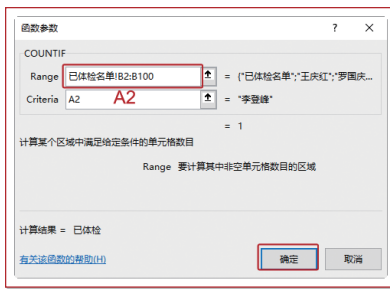 函数参数 ? ×
COUNTIF
Range 已体检名单!B2:B100 = {"已体检名单";"王庆红";"罗国庆...
Criteria A2 A2 = "李登峰"
= 1
计算某个区域中满足给定条件的单元格数目
Range 要计算其中非空单元格数目的区域
计算结果 = 已体检
有关该函数的帮助(H) 确定 取消